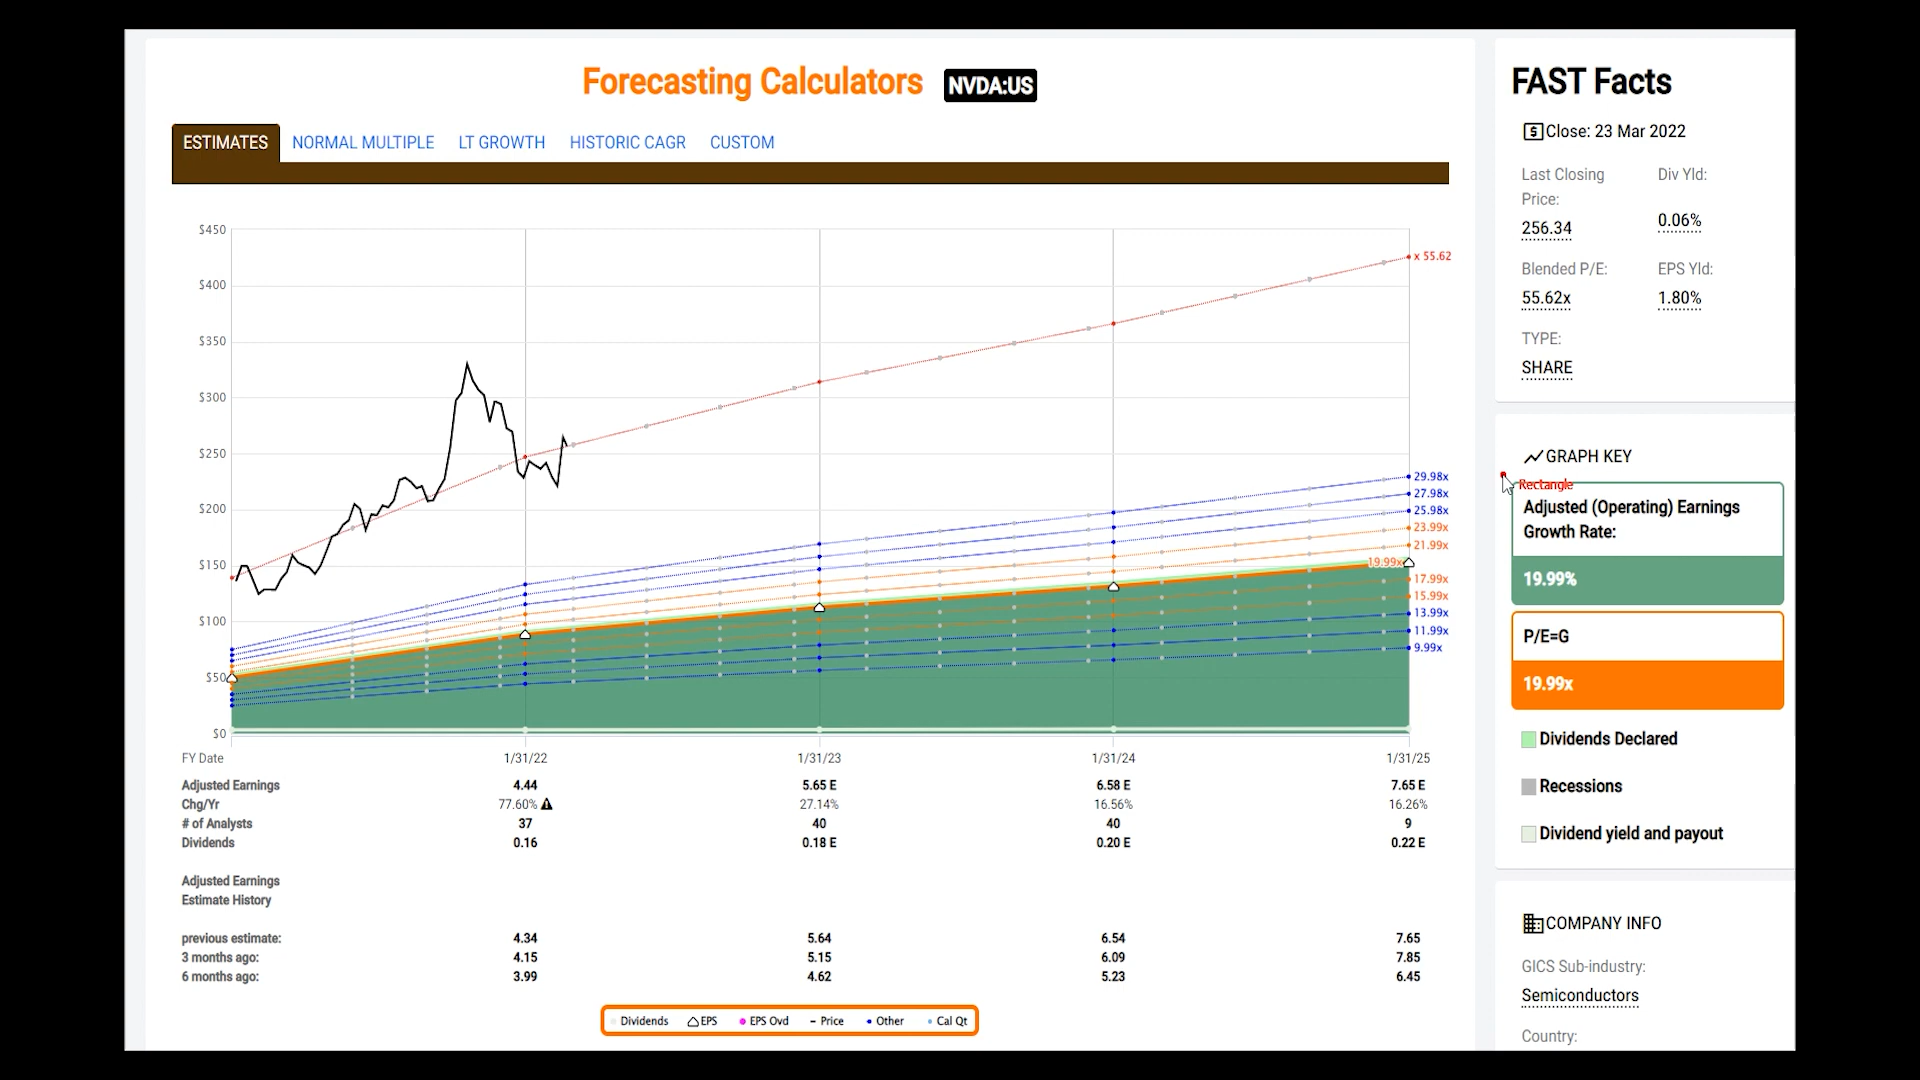 Forecasting Calculators NVDA:US
ESTIMATES NORMAL MULTIPLE LT GROWTH HISTORIC CAGR CUSTOM
$450
$400
$350
$300
$250
$200
$150
$100
$50
$0
x 55.62
29.98x
27.98x
25.98x
23.99x
21.99x
19.99x
17.99x
15.99x
13.99x
11.99x
9.99x
FY Date 1/31/22 1/31/23 1/31/24 1/31/25
Adjusted Earnings 4.44 5.65 E 6.58 E 7.65 E
Chg/Yr 77.60% 27.14% 16.56% 16.26%
# of Analysts 37 40 40 9
Dividends 0.16 0.18 E 0.20 E 0.22 E
Adjusted Earnings
Estimate History
previous estimate: 4.34 5.64 6.54 7.65
3 months ago: 4.15 5.15 6.09 7.85
6 months ago: 3.99 4.62 5.23 6.45
Dividends EPS EPS Ovd Price Other Cal Qt
FAST Facts
Close: 23 Mar 2022
Last Closing Div Yld:
Price:
256.34 0.06%
Blended P/E: EPS Yld:
55.62x 1.80%
TYPE:
SHARE
GRAPH KEY
Rectangle
Adjusted (Operating) Earnings
Growth Rate:
19.99%
P/E=G
19.99x
Dividends Declared
Recessions
Dividend yield and payout
COMPANY INFO
GICS Sub-industry:
Semiconductors
Country: